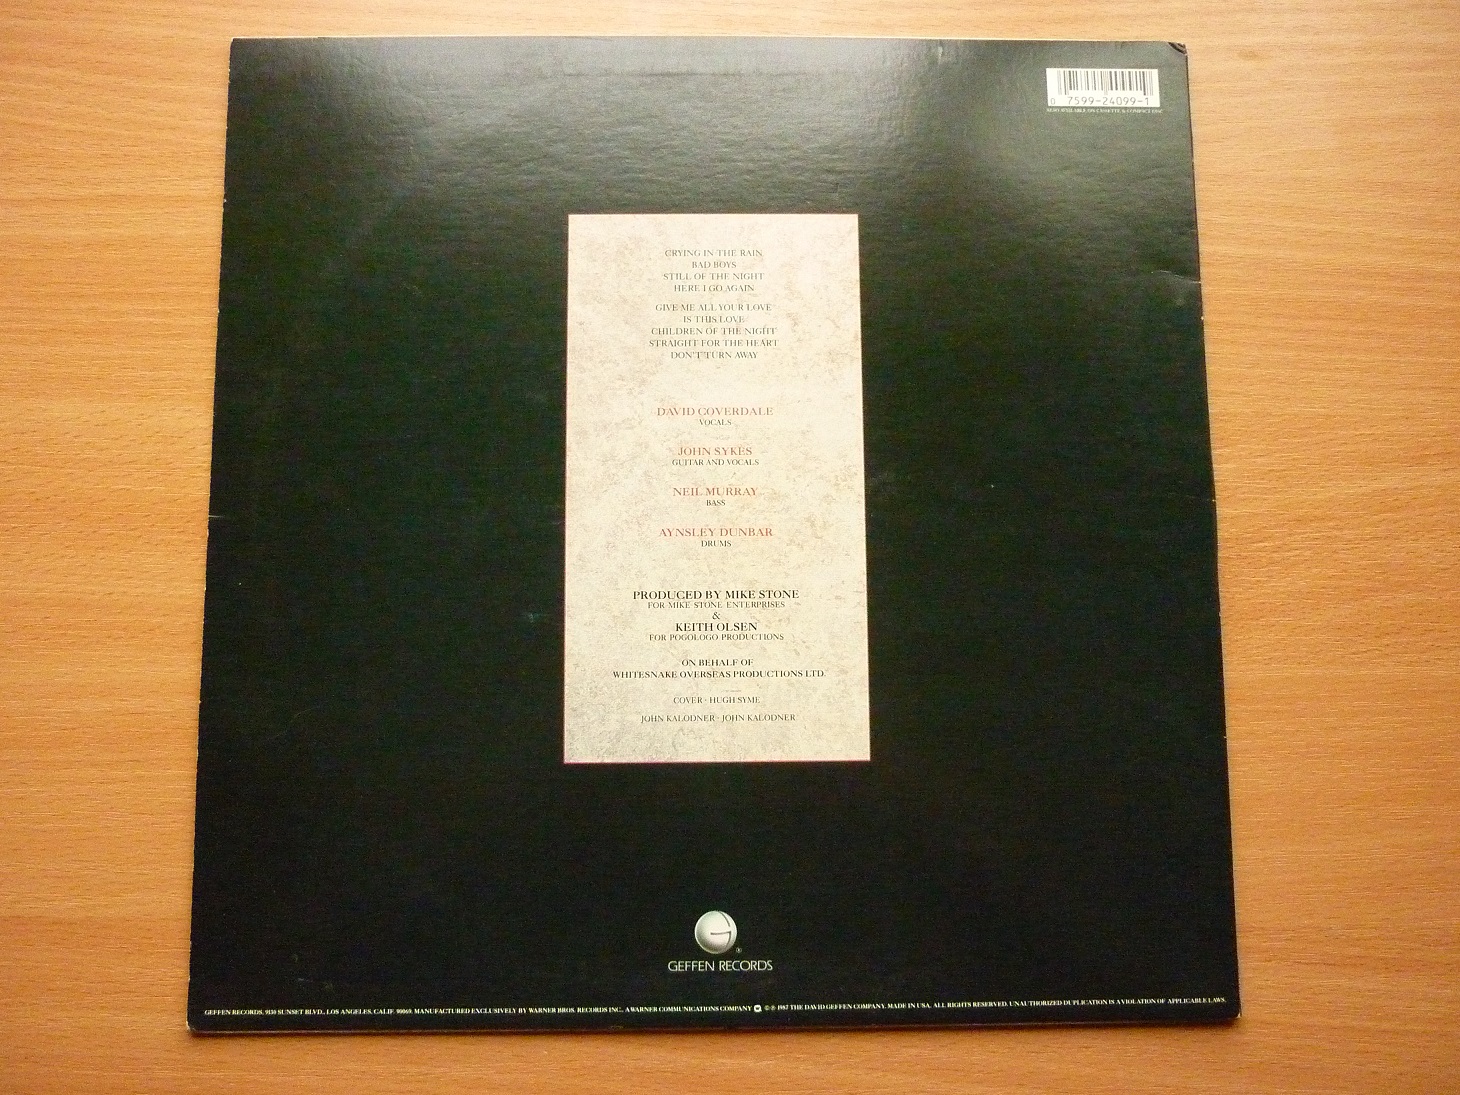 0 7599-24099-1
ALSO AVAILABLE ON CASSETTE & COMPACT DISC
CRYING IN THE RAIN
BAD BOYS
STILL OF THE NIGHT
HERE I GO AGAIN
GIVE ME ALL YOUR LOVE
IS THIS LOVE
CHILDREN OF THE NIGHT
STRAIGHT FOR THE HEART
DON'T TURN AWAY
DAVID COVERDALE
VOCALS
JOHN SYKES
GUITAR AND VOCALS
NEIL MURRAY
BASS
AYNSLEY DUNBAR
DRUMS
PRODUCED BY MIKE STONE
FOR MIKE STONE ENTERPRISES
&
KEITH OLSEN
FOR POGOLOGO PRODUCTIONS
ON BEHALF OF
WHITESNAKE OVERSEAS PRODUCTIONS LTD.
COVER · HUGH SYME
JOHN KALODNER · JOHN KALODNER
GEFFEN RECORDS
GEFFEN RECORDS, 9130 SUNSET BLVD., LOS ANGELES, CALIF. 90069. MANUFACTURED EXCLUSIVELY BY WARNER BROS. RECORDS INC., A WARNER COMMUNICATIONS COMPANY © ℗ 1987 THE DAVID GEFFEN COMPANY. MADE IN USA. ALL RIGHTS RESERVED. UNAUTHORIZED DUPLICATION IS A VIOLATION OF APPLICABLE LAWS.